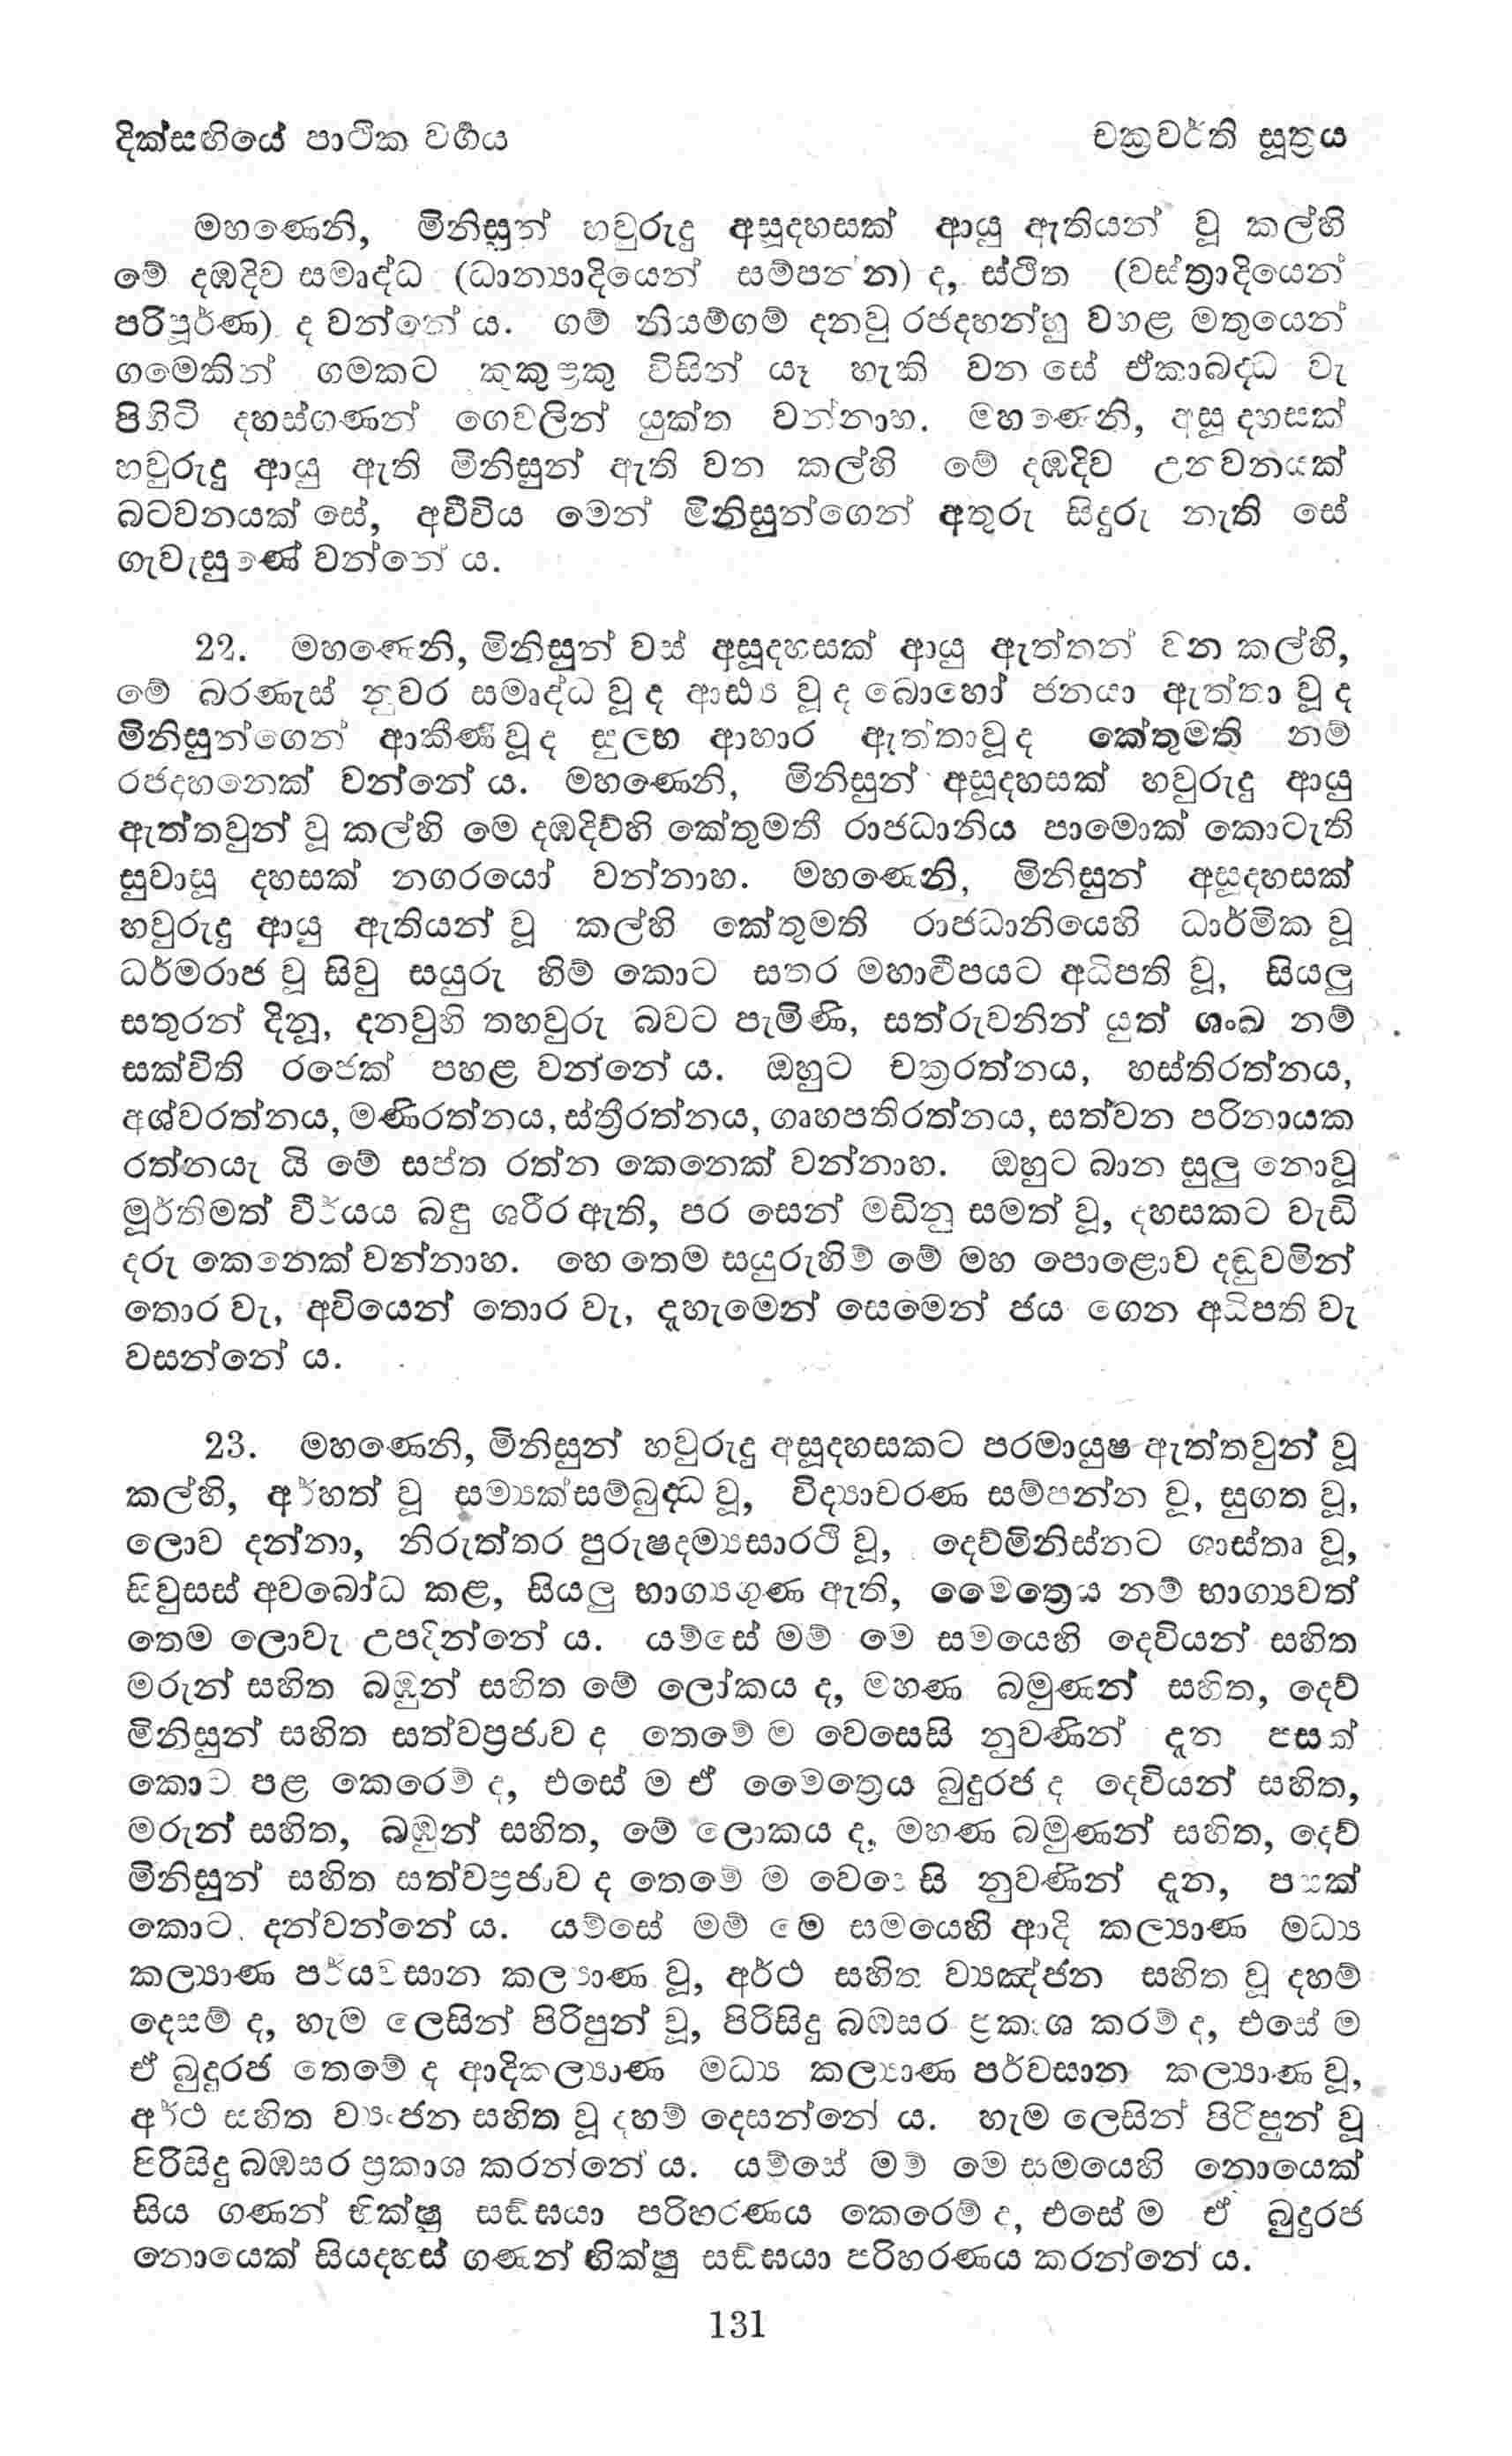 දික්සඟියේ පාථික වර්‍ගය
චක්‍රවර්ති සූත්‍රය
මහණෙනි, මිනිසුන් හවුරුදු අසූදහසක් ආයු ඇතියන් වූ කල්හි
මේ දඹදිව සමෘද්ධ (ධාන්‍යාදියෙන් සම්පන්න) ද, ස්ථිත (වස්ත්‍රාදියෙන්
පරිපූර්ණ) ද වන්නේ ය. ගම් නියම්ගම් දනවු රජදහන්හු වහළ මතුයෙන්
ගමෙකින් ගමකට කුකුළකු විසින් යෑ හැකි වන සේ ඒකාබද්ධ වැ
පිහිටි දහස්ගණන් ගෙවලින් යුක්ත වන්නාහ. මහණෙනි, අසූ දහසක්
හවුරුදු ආයු ඇති මිනිසුන් ඇති වන කල්හි මේ දඹදිව උනවනයක්
බටවනයක් සේ, අවීචිය මෙන් මිනිසුන්ගෙන් අතුරු සිදුරු නැති සේ
ගැවැසුණේ වන්නේ ය.
22. මහණෙනි, මිනිසුන් වස් අසූදහසක් ආයු ඇත්තන් වන කල්හි,
මේ බරණැස් නුවර සමෘද්ධ වූ ද ආඪ්‍ය වූ ද බොහෝ ජනයා ඇත්තා වූ ද
මිනිසුන්ගෙන් ආකීර්‍ණ වූ ද සුලභ ආහාර ඇත්තාවූ ද කේතුමති නම්
රජදහනෙක් වන්නේ ය. මහණෙනි, මිනිසුන් අසූදහසක් හවුරුදු ආයු
ඇත්තවුන් වූ කල්හි මෙ දඹදිව්හි කේතුමතී රාජධානිය පාමොක් කොටැති
සුවාසූ දහසක් නගරයෝ වන්නාහ. මහණෙනි, මිනිසුන් අසූදහසක්
හවුරුදු ආයු ඇතියන් වූ කල්හි කේතුමති රාජධානියෙහි ධාර්මික වූ
ධර්මරාජ වූ සිවු සයුරු හිම් කොට සතර මහාද්වීපයට අධිපති වූ, සියලු
සතුරන් දිනූ, දනවුහි තහවුරු බවට පැමිණි, සත්රුවනින් යුත් ශංඛ නම්
සක්විති රජෙක් පහළ වන්නේ ය. ඔහුට චක්‍රරත්නය, හස්තිරත්නය,
අශ්වරත්නය, මණිරත්නය, ස්ත්‍රීරත්නය, ගෘහපතිරත්නය, සත්වන පරිනායක
රත්නයැ යි මේ සප්ත රත්න කෙනෙක් වන්නාහ. ඔහුට බාන සුලු නොවූ
මූර්තිමත් වීර්‍ය්‍යය බඳු ශරීර ඇති, පර සෙන් මඩිනු සමත් වූ, දහසකට වැඩි
දරු කෙනෙක් වන්නාහ. හෙ තෙම සයුරුහිම් මේ මහ පොළොව දඬුවමින්
තොර වැ, අවියෙන් තොර වැ, දැහැමෙන් සෙමෙන් ජය ගෙන අධිපති වැ
වසන්නේ ය.
23. මහණෙනි, මිනිසුන් හවුරුදු අසූදහසකට පරමායුෂ ඇත්තවුන් වූ
කල්හි, අර්හත් වූ සම්‍යක්සම්බුද්ධ වූ, විද්‍යාචරණ සම්පන්න වූ, සුගත වූ,
ලොව දන්නා, නිරුත්තර පුරුෂදම්‍යසාරථී වූ, දෙව්මිනිස්නට ශාස්තෘ වූ,
සිවුසස් අවබෝධ කළ, සියලු භාග්‍යගුණ ඇති, මෛත්‍රෙය නම් භාග්‍යවත්
තෙම ලොවැ උපදින්නේ ය. යම්සේ මම් මෙ සමයෙහි දෙවියන් සහිත
මරුන් සහිත බඹුන් සහිත මේ ලෝකය ද, මහණ බමුණන් සහිත, දෙව්
මිනිසුන් සහිත සත්වප්‍රජාව ද තෙමේ ම වෙසෙසි නුවණින් දැන පසක්
කොට පළ කෙරෙම් ද, එසේ ම ඒ මෛත්‍රෙය බුදුරජ ද දෙවියන් සහිත,
මරුන් සහිත, බඹුන් සහිත, මේ ලොකය ද, මහණ බමුණන් සහිත, දෙව්
මිනිසුන් සහිත සත්වප්‍රජාව ද තෙමේ ම වෙසෙසි නුවණින් දැන, පසක්
කොට දන්වන්නේ ය. යම්සේ මම් මෙ සමයෙහි ආදි කල්‍යාණ මධ්‍ය
කල්‍යාණ පර්‍ය්‍යවසාන කල්‍යාණ වූ, අර්ථ සහිත ව්‍යඤ්ජන සහිත වූ දහම්
දෙසම් ද, හැම ලෙසින් පිරිපුන් වූ, පිරිසිදු බඹසර ප්‍රකාශ කරම් ද, එසේ ම
ඒ බුදුරජ තෙමේ ද ආදිකල්‍යාණ මධ්‍ය කල්‍යාණ පර්වසාන කල්‍යාණ වූ,
අර්ථ සහිත ව්‍යංජන සහිත වූ දහම් දෙසන්නේ ය. හැම ලෙසින් පිරිපුන් වූ
පිරිසිදු බඹසර ප්‍රකාශ කරන්නේ ය. යම්සේ මම් මෙ සමයෙහි නොයෙක්
සිය ගණන් භික්ෂු සඞ්ඝයා පරිහරණය කෙරෙම් ද, එසේ ම ඒ බුදුරජ
නොයෙක් සියදහස් ගණන් භික්ෂු සඞ්ඝයා පරිහරණය කරන්නේ ය.
131